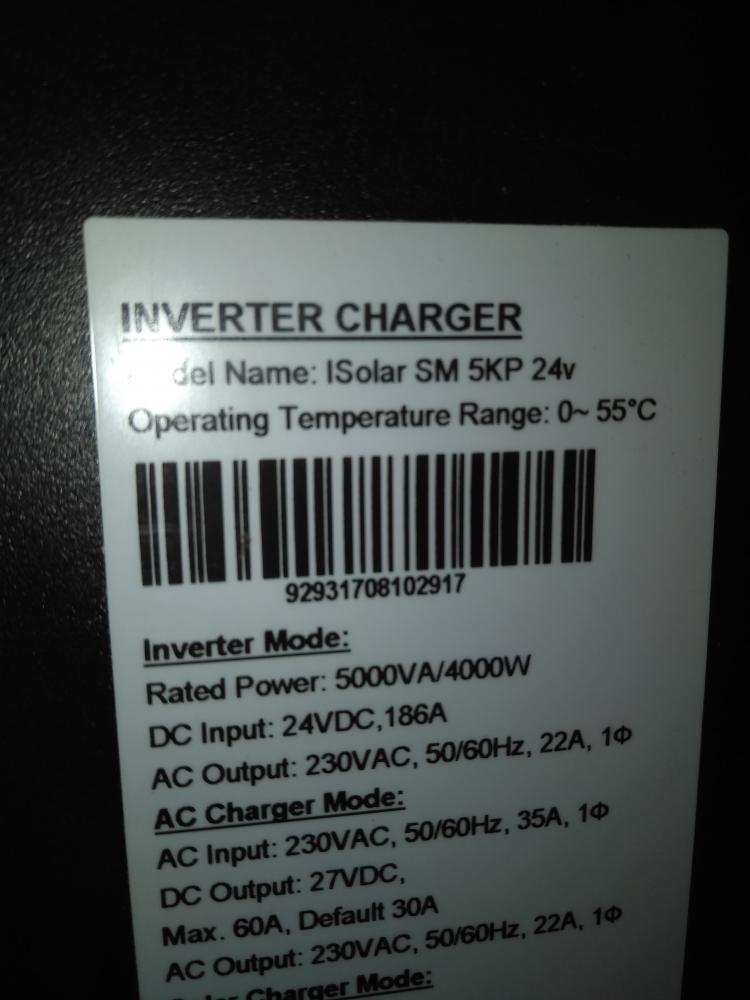 INVERTER CHARGER
Model Name: ISolar SM 5KP 24v
Operating Temperature Range: 0~ 55°C
92931708102917
Inverter Mode:
Rated Power: 5000VA/4000W
DC Input: 24VDC,186A
AC Output: 230VAC, 50/60Hz, 22A, 1Φ
AC Charger Mode:
AC Input: 230VAC, 50/60Hz, 35A, 1Φ
DC Output: 27VDC,
Max. 60A, Default 30A
AC Output: 230VAC, 50/60Hz, 22A, 1Φ
Solar Charger Mode: